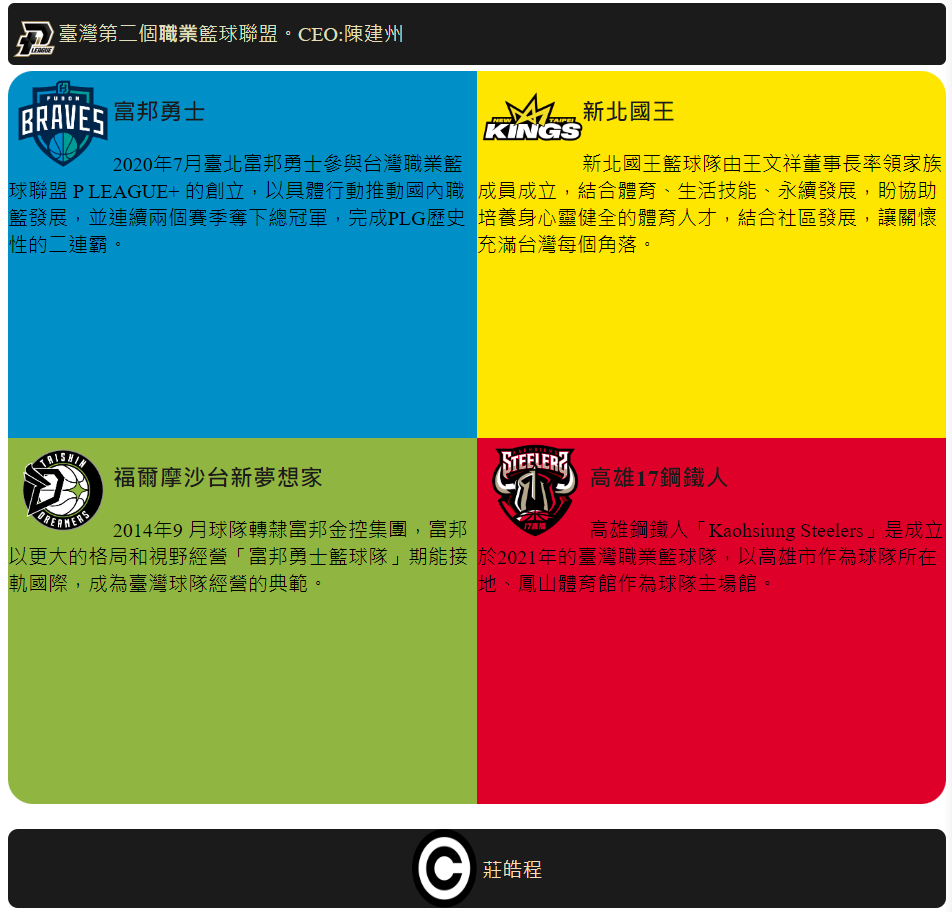 P LEAGUE
臺灣第二個職業籃球聯盟。CEO:陳建州
FUBON
BRAVES
富邦勇士
2020年7月臺北富邦勇士參與台灣職業籃
球聯盟 P LEAGUE+ 的創立，以具體行動推動國內職
籃發展，並連續兩個賽季奪下總冠軍，完成PLG歷史
性的二連霸。
NEW TAIPEI
KINGS
新北國王
新北國王籃球隊由王文祥董事長率領家族
成員成立，結合體育、生活技能、永續發展，盼協助
培養身心靈健全的體育人才，結合社區發展，讓關懷
充滿台灣每個角落。
TAISHIN
DREAMERS
福爾摩沙台新夢想家
2014年9 月球隊轉隸富邦金控集團，富邦
以更大的格局和視野經營「富邦勇士籃球隊」期能接
軌國際，成為臺灣球隊經營的典範。
STEELERS
17高雄
高雄17鋼鐵人
高雄鋼鐵人「Kaohsiung Steelers」是成立
於2021年的臺灣職業籃球隊，以高雄市作為球隊所在
地、鳳山體育館作為球隊主場館。
C 莊皓程